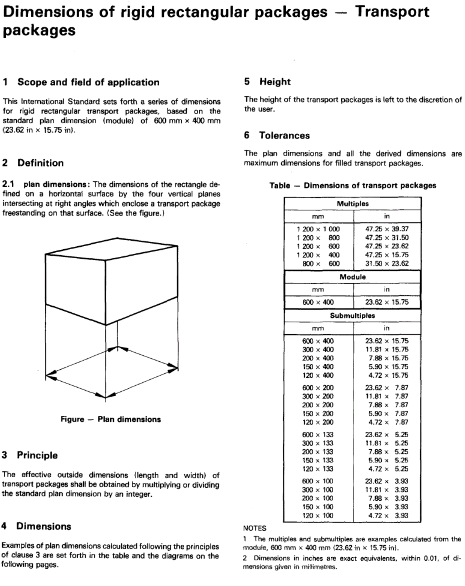 Dimensions of rigid rectangular packages — Transport
packages
1 Scope and field of application
This International Standard sets forth a series of dimensions
for rigid rectangular transport packages, based on the
standard plan dimension (module) of 600 mm × 400 mm
(23.62 in × 15.75 in).
2 Definition
2.1 plan dimensions: The dimensions of the rectangle de-
fined on a horizontal surface by the four vertical planes
intersecting at right angles which enclose a transport package
freestanding on that surface. (See the figure.)
Figure — Plan dimensions
3 Principle
The effective outside dimensions (length and width) of
transport packages shall be obtained by multiplying or dividing
the standard plan dimension by an integer.
4 Dimensions
Examples of plan dimensions calculated following the principles
of clause 3 are set forth in the table and the diagrams on the
following pages.
5 Height
The height of the transport packages is left to the discretion of
the user.
6 Tolerances
The plan dimensions and all the derived dimensions are
maximum dimensions for filled transport packages.
Table — Dimensions of transport packages
Multiples
mm in
1 200 × 1 000 47.25 × 39.37
1 200 × 800 47.25 × 31.50
1 200 × 600 47.25 × 23.62
1 200 × 400 47.25 × 15.75
800 × 600 31.50 × 23.62
Module
mm in
600 × 400 23.62 × 15.75
Submultiples
mm in
600 × 400 23.62 × 15.75
300 × 400 11.81 × 15.75
200 × 400 7.88 × 15.75
150 × 400 5.90 × 15.75
120 × 400 4.72 × 15.75
600 × 200 23.62 × 7.87
300 × 200 11.81 × 7.87
200 × 200 7.88 × 7.87
150 × 200 5.90 × 7.87
120 × 200 4.72 × 7.87
600 × 133 23.62 × 5.25
300 × 133 11.81 × 5.25
200 × 133 7.88 × 5.25
150 × 133 5.90 × 5.25
120 × 133 4.72 × 5.25
600 × 100 23.62 × 3.93
300 × 100 11.81 × 3.93
200 × 100 7.88 × 3.93
150 × 100 5.90 × 3.93
120 × 100 4.72 × 3.93
NOTES
1 The multiples and submultiples are examples calculated from the
module, 600 mm × 400 mm (23.62 in × 15.75 in).
2 Dimensions in inches are exact equivalents, within 0.01, of di-
mensions given in millimetres.